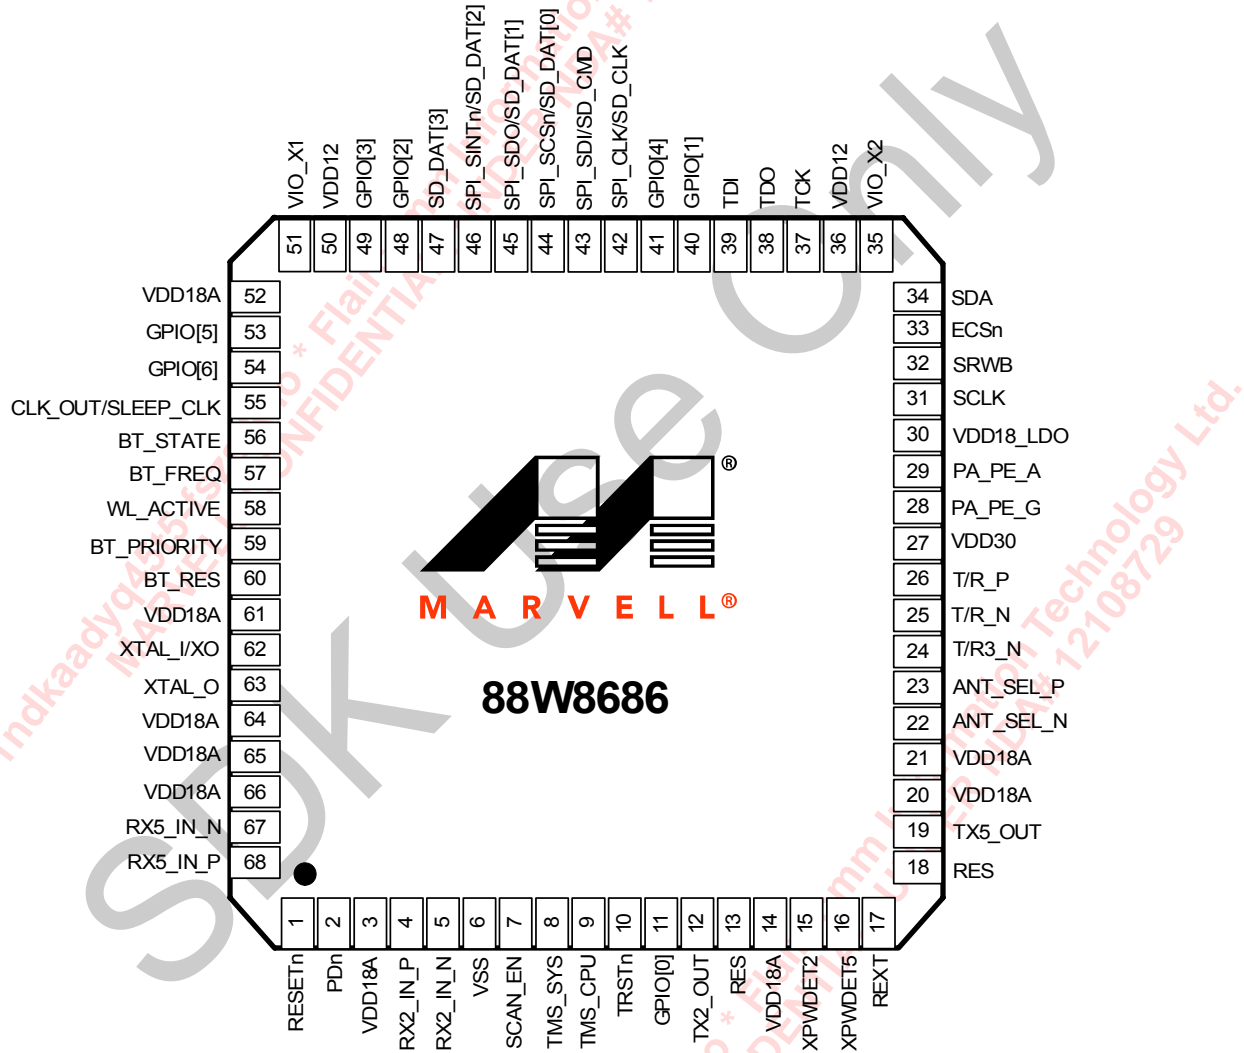 VIO_X1
VDD12
GPIO[3]
GPIO[2]
SD_DAT[3]
SPI_SINTn/SD_DAT[2]
SPI_SDO/SD_DAT[1]
SPI_SCSn/SD_DAT[0]
SPI_SDI/SD_CMD
SPI_CLK/SD_CLK
GPIO[4]
GPIO[1]
TDI
TDO
TCK
VDD12
VIO_X2
51
50
49
48
47
46
45
44
43
42
41
40
39
38
37
36
35
VDD18A 52
GPIO[5] 53
GPIO[6] 54
CLK_OUT/SLEEP_CLK 55
BT_STATE 56
BT_FREQ 57
WL_ACTIVE 58
BT_PRIORITY 59
BT_RES 60
VDD18A 61
XTAL_I/XO 62
XTAL_O 63
VDD18A 64
VDD18A 65
VDD18A 66
RX5_IN_N 67
RX5_IN_P 68
34 SDA
33 ECSn
32 SRWB
31 SCLK
30 VDD18_LDO
29 PA_PE_A
28 PA_PE_G
27 VDD30
26 T/R_P
25 T/R_N
24 T/R3_N
23 ANT_SEL_P
22 ANT_SEL_N
21 VDD18A
20 VDD18A
19 TX5_OUT
18 RES
®
MARVELL®
88W8686
1
2
3
4
5
6
7
8
9
10
11
12
13
14
15
16
17
RESETn
PDn
VDD18A
RX2_IN_P
RX2_IN_N
VSS
SCAN_EN
TMS_SYS
TMS_CPU
TRSTn
GPIO[0]
TX2_OUT
RES
VDD18A
XPWDET2
XPWDET5
REXT
SDK Use Only
Technology Ltd.
12108729